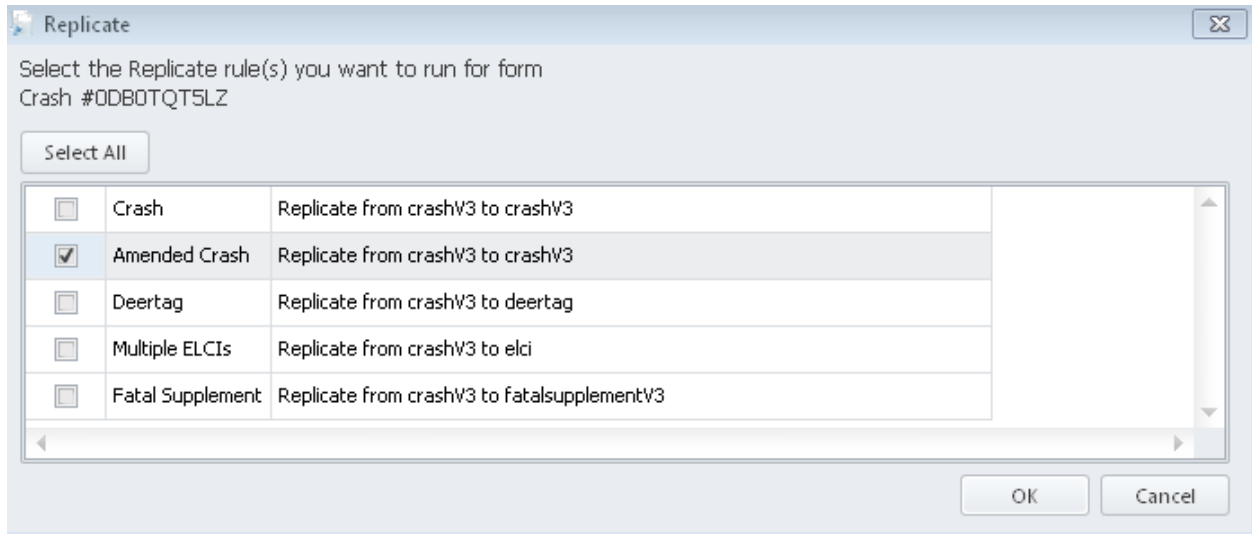 Replicate
Select the Replicate rule(s) you want to run for form
Crash #0DB0TQT5LZ
Select All
Crash Replicate from crashV3 to crashV3
Amended Crash Replicate from crashV3 to crashV3
Deertag Replicate from crashV3 to deertag
Multiple ELCIs Replicate from crashV3 to elci
Fatal Supplement Replicate from crashV3 to fatalsupplementV3
OK Cancel